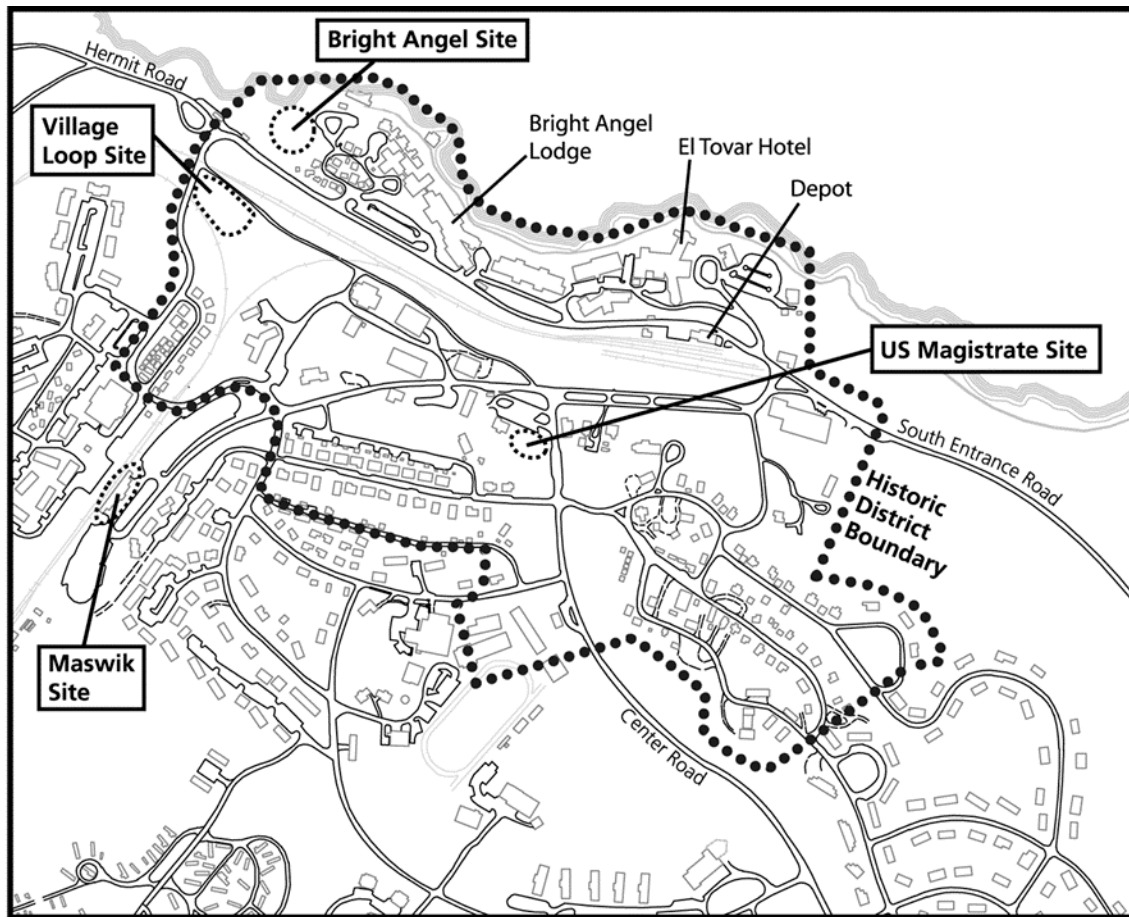 Bright Angel Site
Hermit Road
Village
Loop Site
Bright Angel
Lodge
El Tovar Hotel
Depot
US Magistrate Site
South Entrance Road
Historic
District
Boundary
Maswik
Site
Center Road